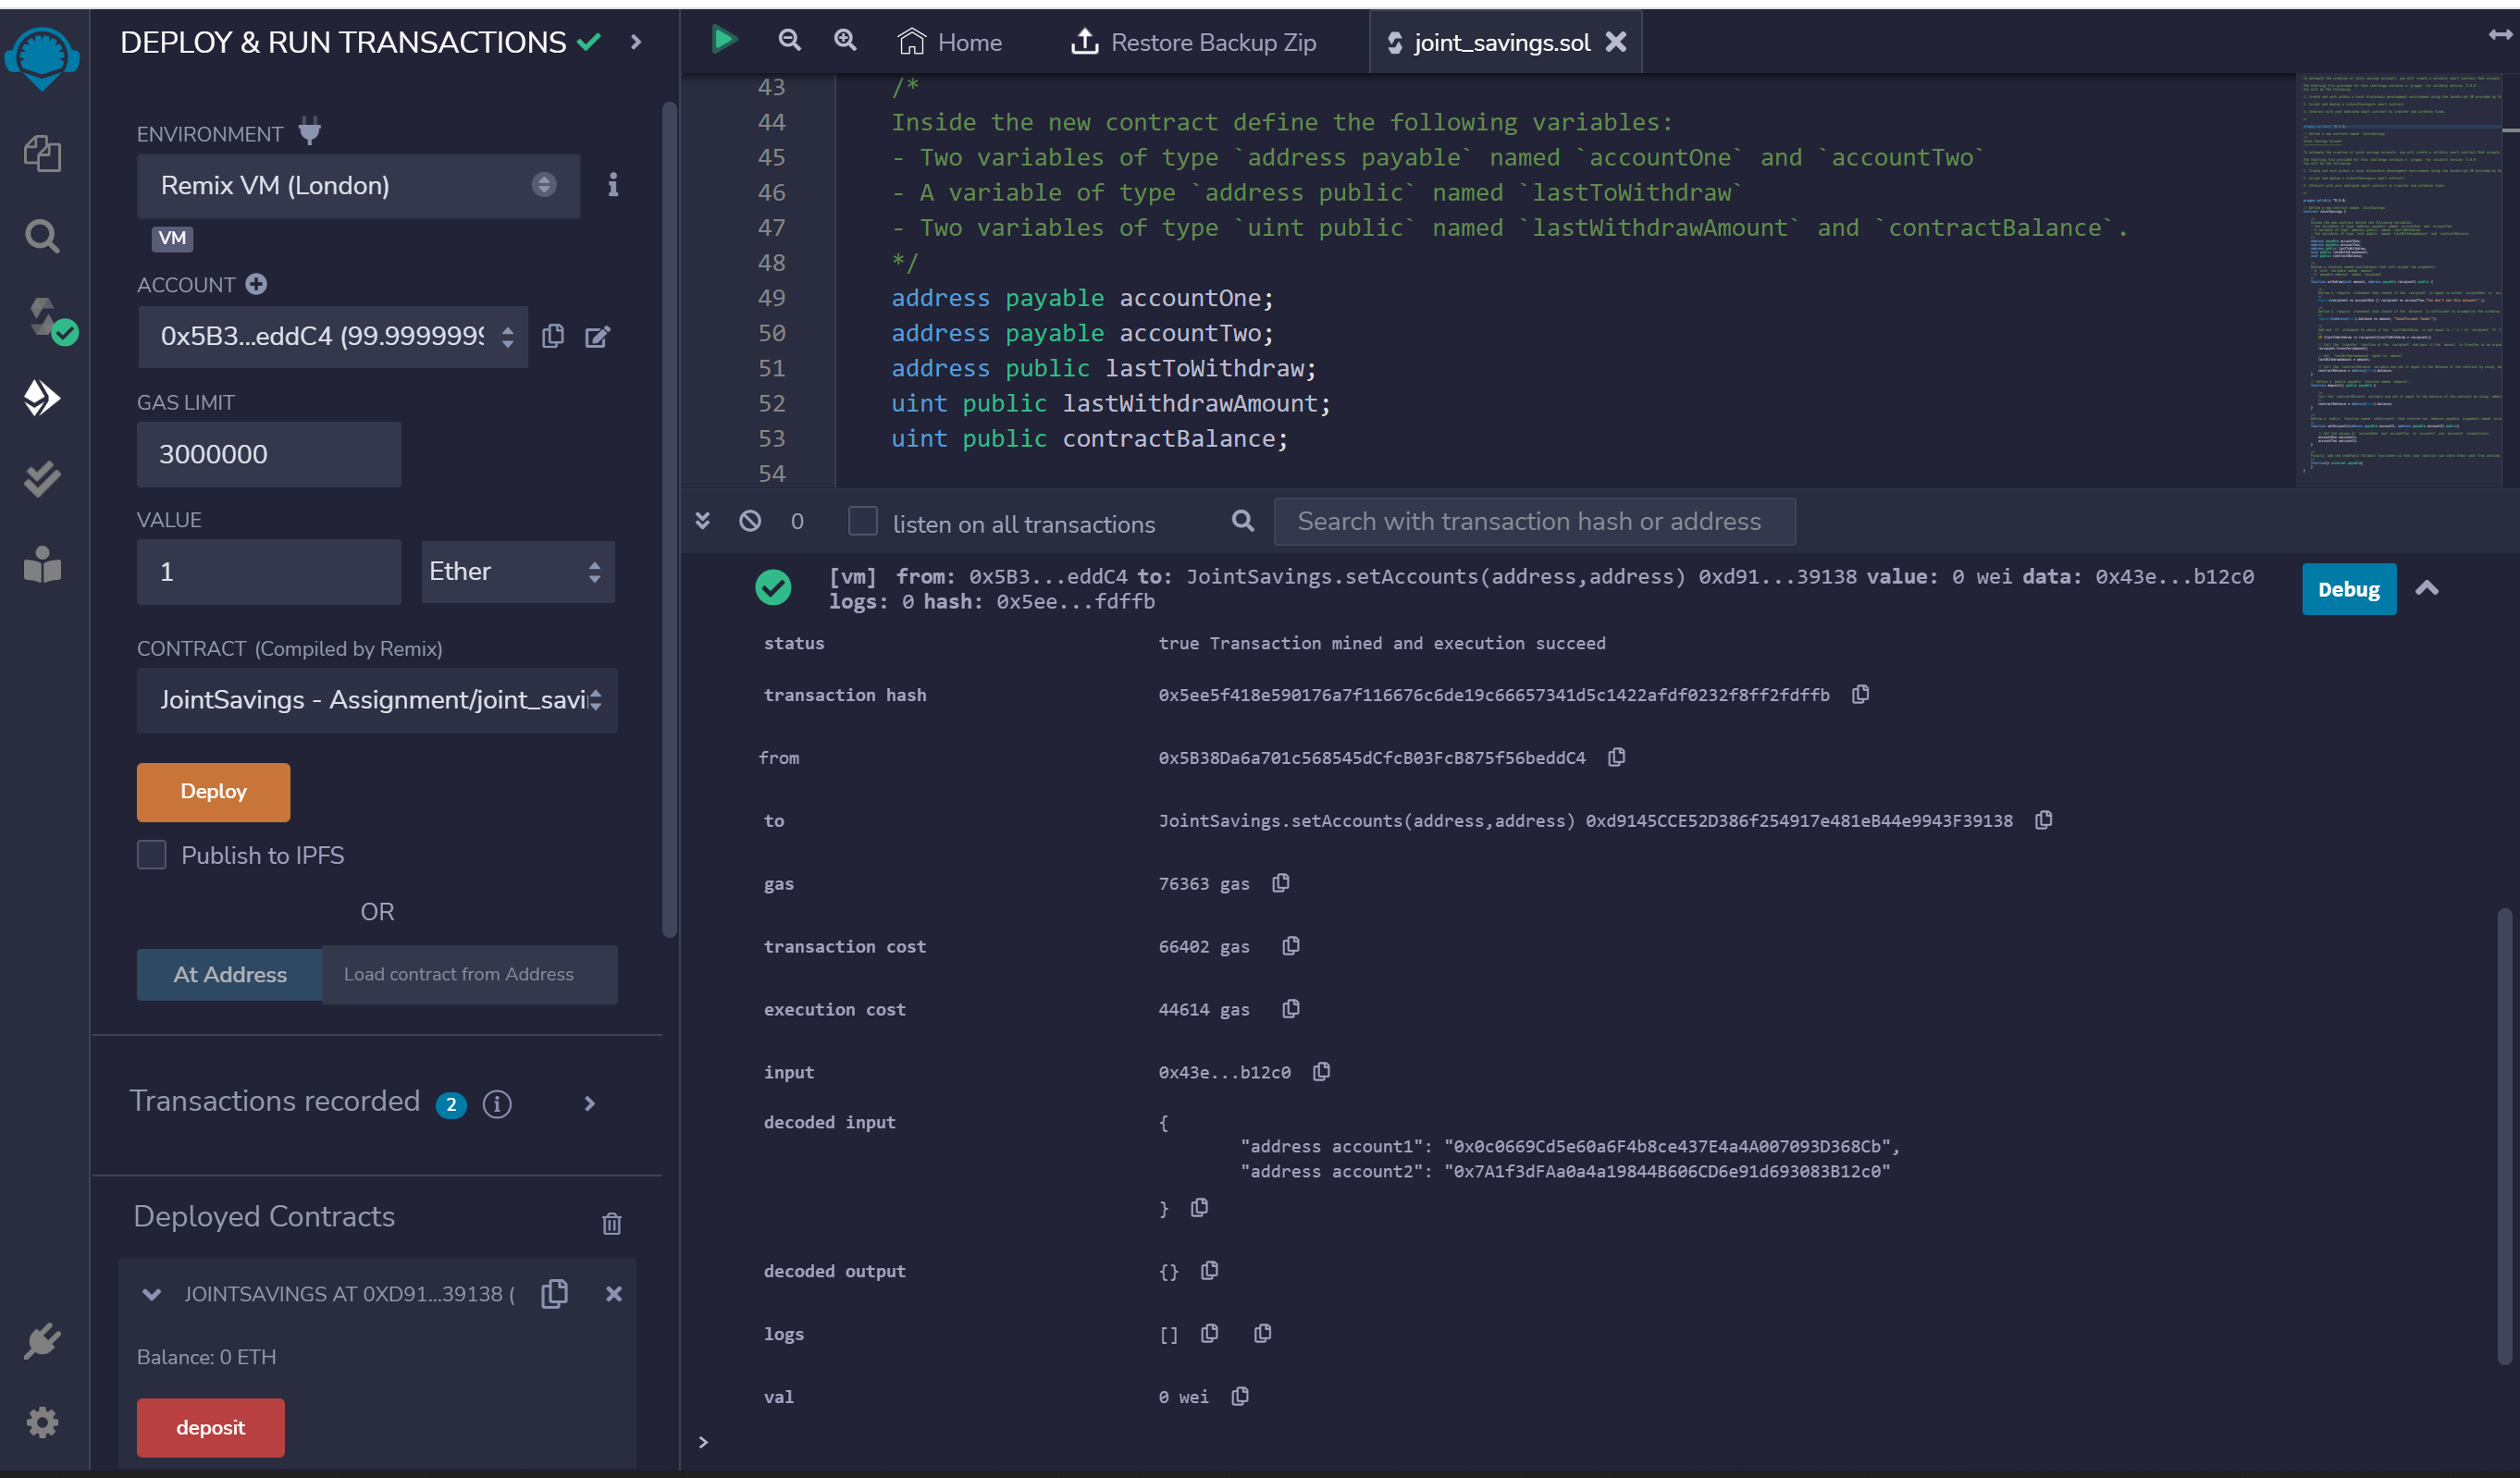 DEPLOY & RUN TRANSACTIONS
ENVIRONMENT
Remix VM (London)
VM
ACCOUNT
0x5B3...eddC4 (99.9999999
GAS LIMIT
3000000
VALUE
1 Ether
CONTRACT (Compiled by Remix)
JointSavings - Assignment/joint_savi
Deploy
Publish to IPFS
OR
At Address Load contract from Address
Transactions recorded 2
Deployed Contracts
JOINTSAVINGS AT 0XD91...39138 (
Balance: 0 ETH
deposit
Home Restore Backup Zip joint_savings.sol
43 /*
44 Inside the new contract define the following variables:
45 - Two variables of type `address payable` named `accountOne` and `accountTwo`
46 - A variable of type `address public` named `lastToWithdraw`
47 - Two variables of type `uint public` named `lastWithdrawAmount` and `contractBalance`.
48 */
49 address payable accountOne;
50 address payable accountTwo;
51 address public lastToWithdraw;
52 uint public lastWithdrawAmount;
53 uint public contractBalance;
54
0 listen on all transactions Search with transaction hash or address
[vm] from: 0x5B3...eddC4 to: JointSavings.setAccounts(address,address) 0xd91...39138 value: 0 wei data: 0x43e...b12c0
logs: 0 hash: 0x5ee...fdffb
Debug
status true Transaction mined and execution succeed
transaction hash 0x5ee5f418e590176a7f116676c6de19c66657341d5c1422afdf0232f8ff2fdffb
from 0x5B38Da6a701c568545dCfcB03FcB875f56beddC4
to JointSavings.setAccounts(address,address) 0xd9145CCE52D386f254917e481eB44e9943F39138
gas 76363 gas
transaction cost 66402 gas
execution cost 44614 gas
input 0x43e...b12c0
decoded input {
"address account1": "0x0c0669Cd5e60a6F4b8ce437E4a4A007093D368Cb",
"address account2": "0x7A1f3dFAa0a4a19844B606CD6e91d693083B12c0"
}
decoded output {}
logs []
val 0 wei
>